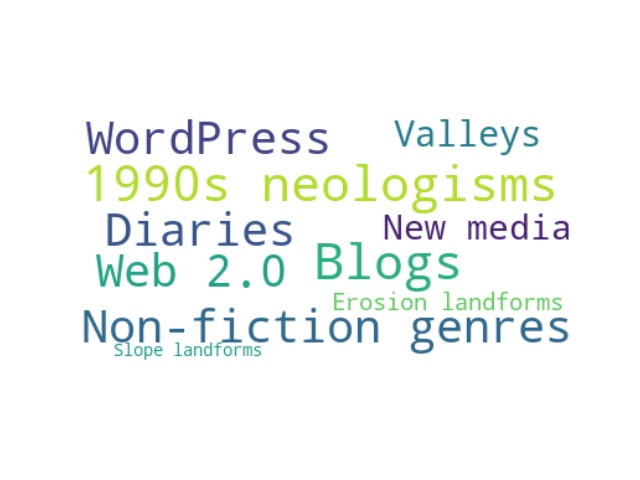 WordPress
Valleys
1990s neologisms
Diaries
New media
Web 2.0
Blogs
Erosion landforms
Non-fiction genres
Slope landforms